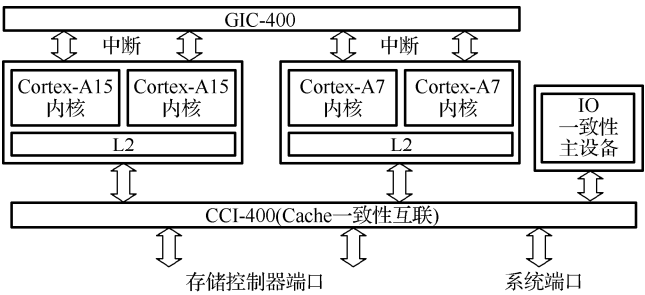 GIC-400
中断
中断
Cortex-A15
内核
Cortex-A15
内核
L2
Cortex-A7
内核
Cortex-A7
内核
L2
IO
一致性
主设备
CCI-400(Cache一致性互联)
存储控制器端口
系统端口